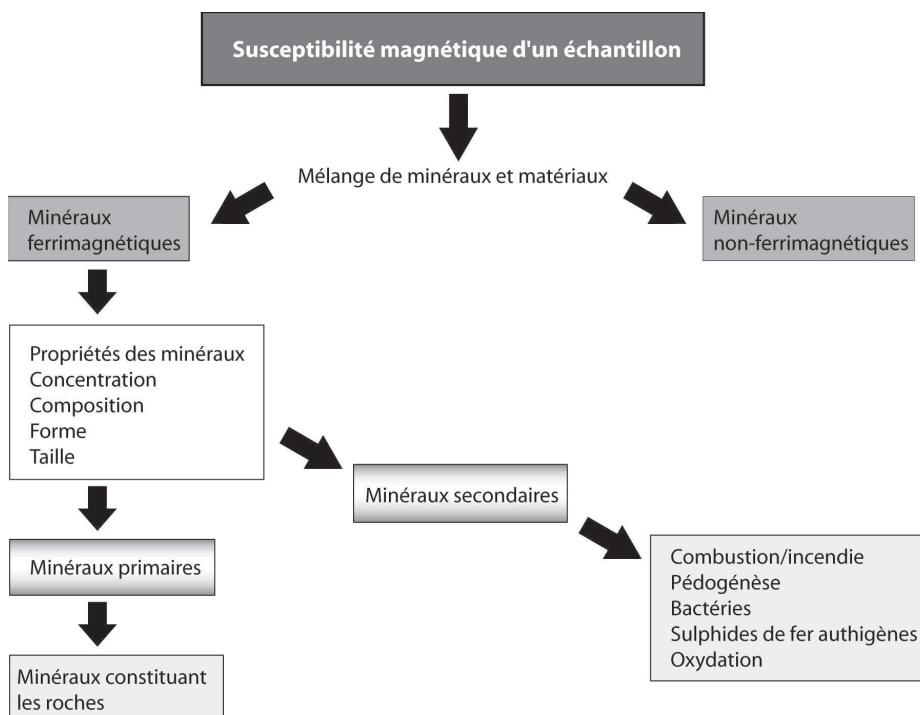 Susceptibilité magnétique d'un échantillon
Mélange de minéraux et matériaux
Minéraux
ferrimagnétiques
Minéraux
non-ferrimagnétiques
Propriétés des minéraux
Concentration
Composition
Forme
Taille
Minéraux secondaires
Minéraux primaires
Combustion/incendie
Pédogénèse
Bactéries
Sulphides de fer authigènes
Oxydation
Minéraux constituant
les roches